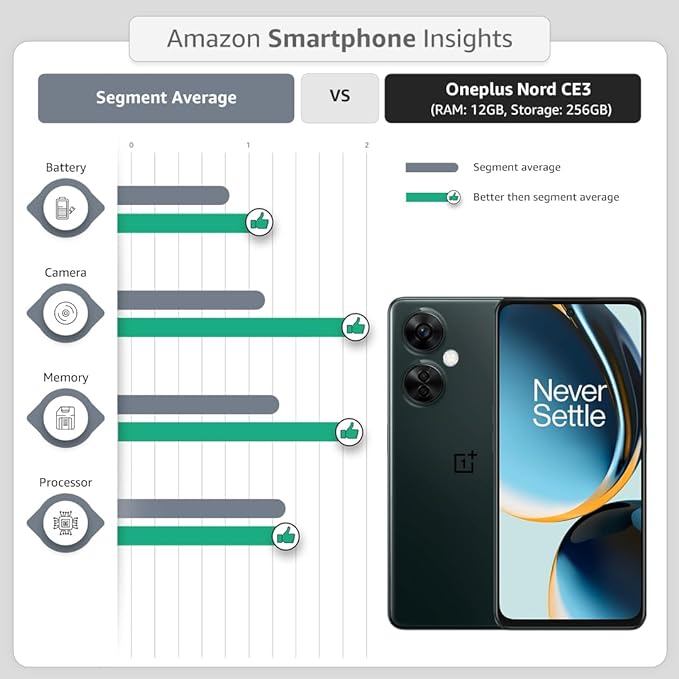 Amazon Smartphone Insights
Segment Average
VS
Oneplus Nord CE3
(RAM: 12GB, Storage: 256GB)
0 1 2
Segment average
Better then segment average
Battery
Camera
Memory
Processor
Never
Settle